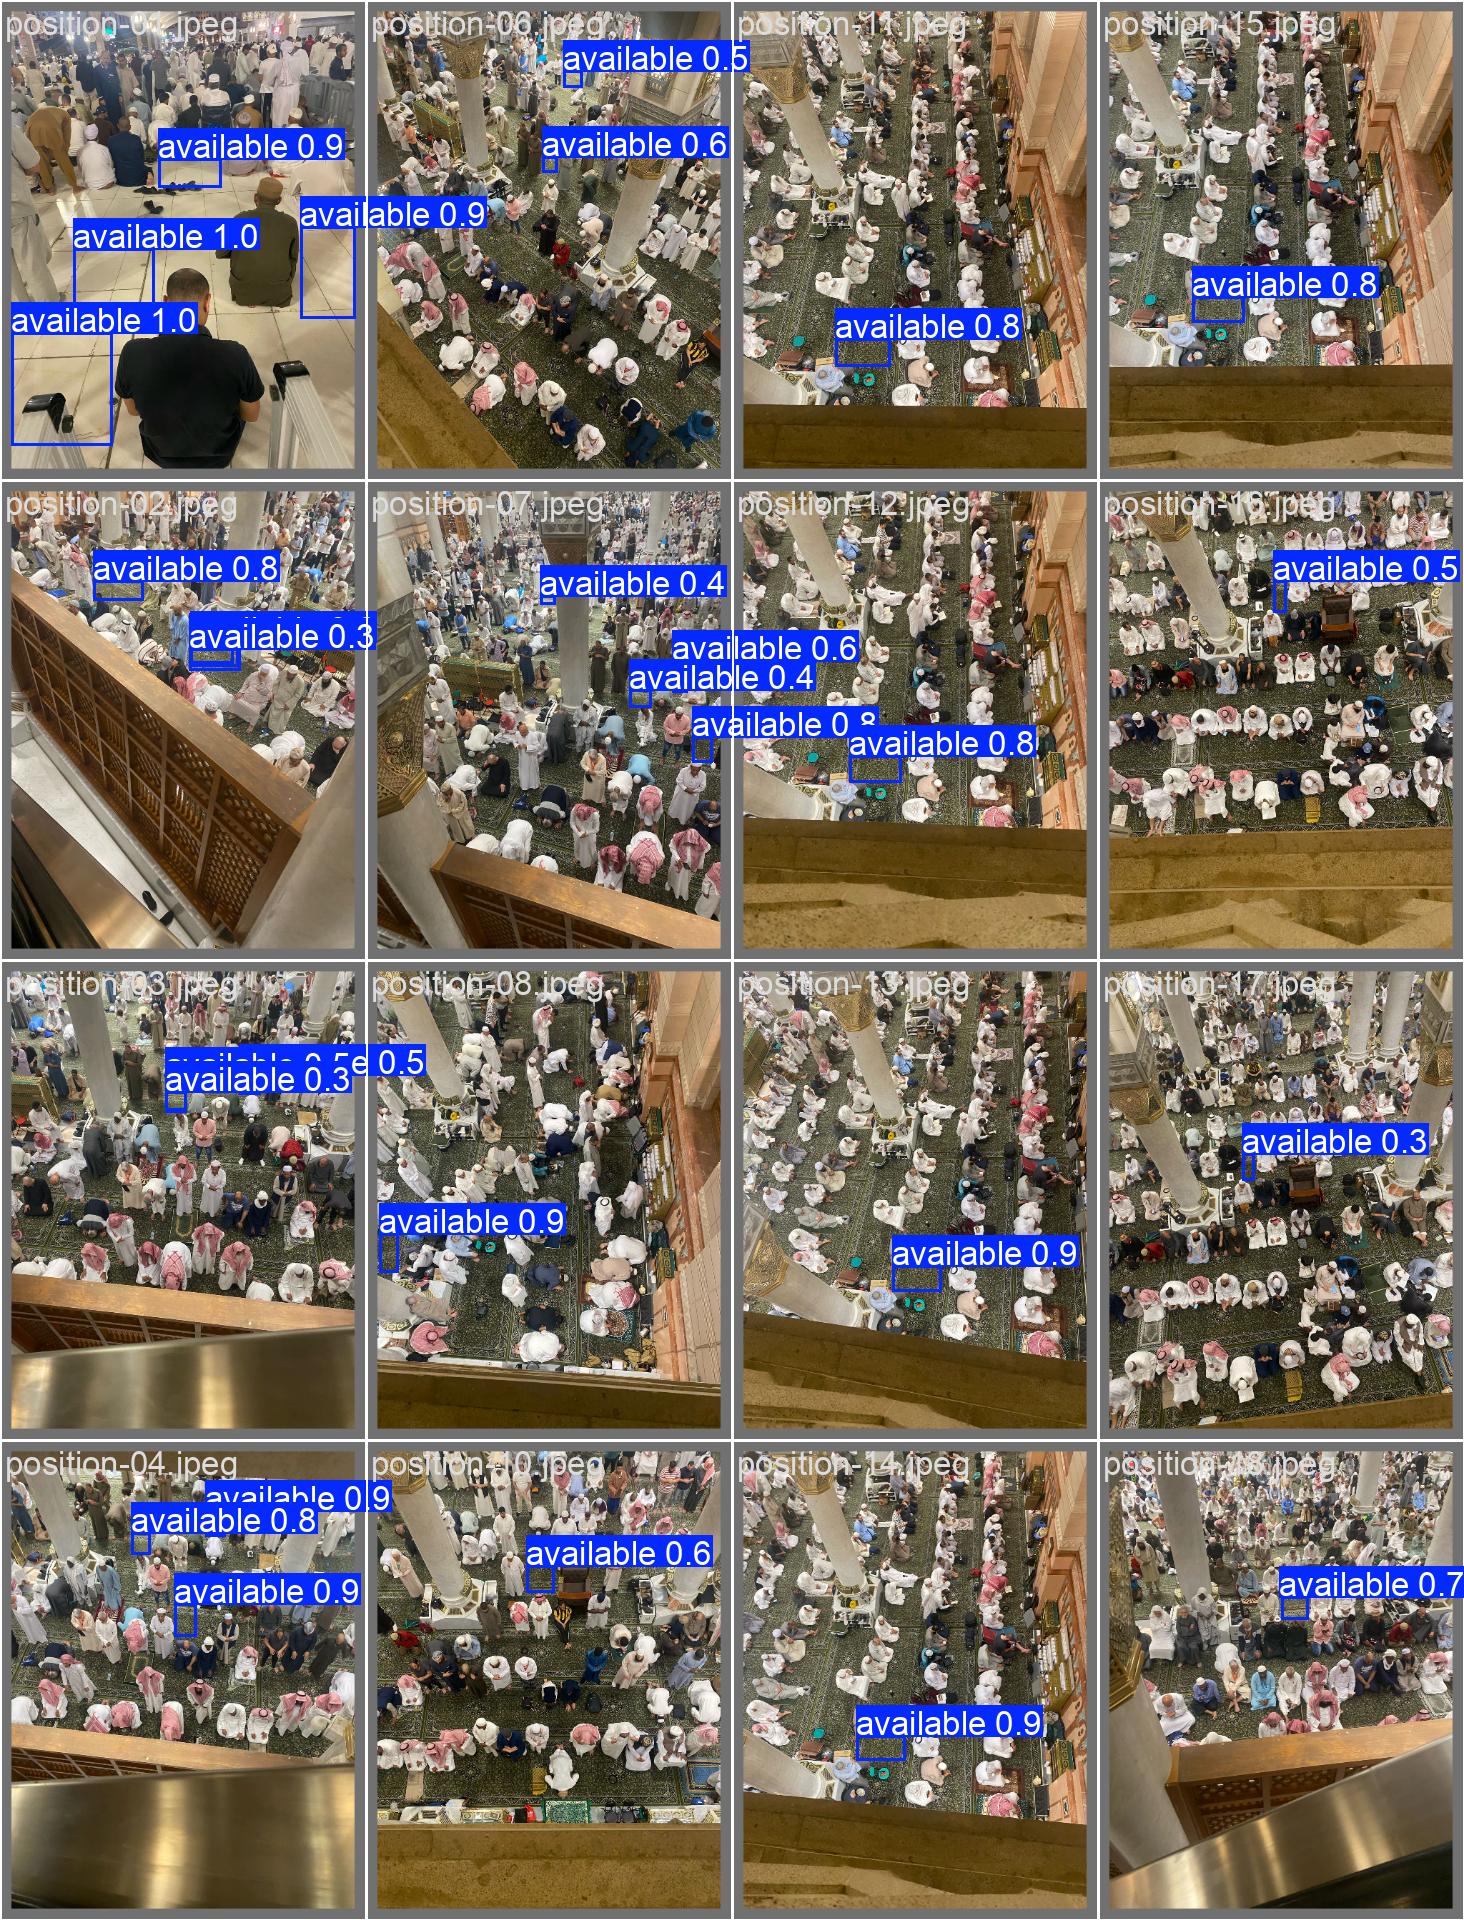 position-01.jpeg
available 0.9
available 0.9
available 1.0
available 1.0
position-06.jpeg
available 0.5
available 0.6
position-11.jpeg
available 0.8
position-15.jpeg
available 0.8
position-02.jpeg
available 0.8
available 0.3
position-07.jpeg
available 0.4
available 0.6
available 0.4
available 0.8
position-12.jpeg
available 0.8
position-16.jpeg
available 0.5
position-03.jpeg
available 0.5
e 0.5
available 0.3
position-08.jpeg
available 0.9
position-13.jpeg
available 0.9
position-17.jpeg
available 0.3
position-04.jpeg
available 0.9
available 0.8
available 0.9
position-10.jpeg
available 0.6
position-14.jpeg
available 0.9
position-18.jpeg
available 0.7